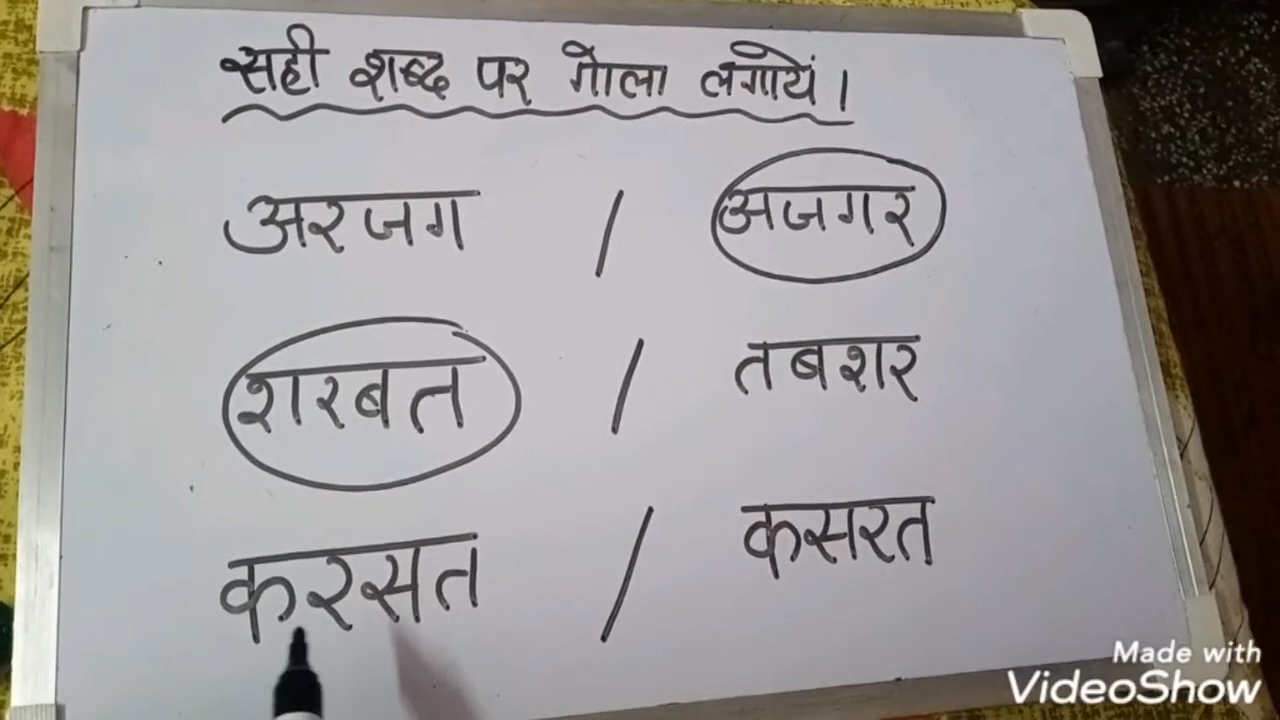 सही शब्द पर गोला लगायें।
अरजग / अजगर
शरबत / तबशर
करसत / कसरत
Made with
VideoShow